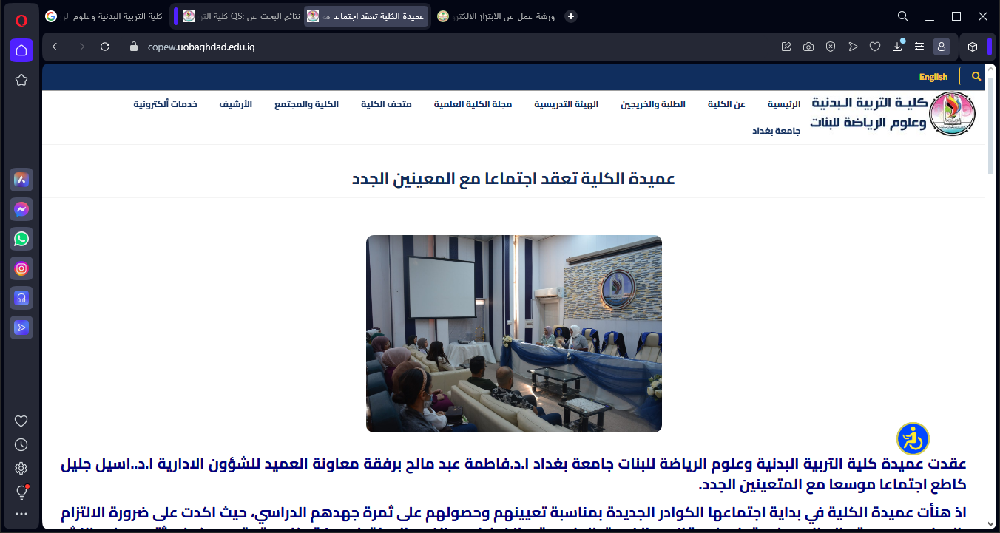 كلية التربية البدنية وعلوم الر
نتائج البحث عن QS: كلية التر
عميدة الكلية تعقد اجتماعا مع
ورشة عمل عن الابتزاز الالكترو
copew.uobaghdad.edu.iq
English
كليـة التربية الـبدنية
وعلوم الرياضة للبنات
الرئيسية عن الكلية الطلبة والخريجين الهيئة التدريسية مجلة الكلية العلمية متحف الكلية الكلية والمجتمع الأرشيف خدمات ألكترونية
جامعة بغداد
عميدة الكلية تعقد اجتماعا مع المعينين الجدد
عقدت عميدة كلية التربية البدنية وعلوم الرياضة للبنات جامعة بغداد ا.د.فاطمة عبد مالح برفقة معاونة العميد للشؤون الادارية ا.د..اسيل جليل
كاطع اجتماعا موسعا مع المتعينين الجدد.
اذ هنأت عميدة الكلية في بداية اجتماعها الكوادر الجديدة بمناسبة تعيينهم وحصولهم على ثمرة جهدهم الدراسي، حيث اكدت على ضرورة الالتزام